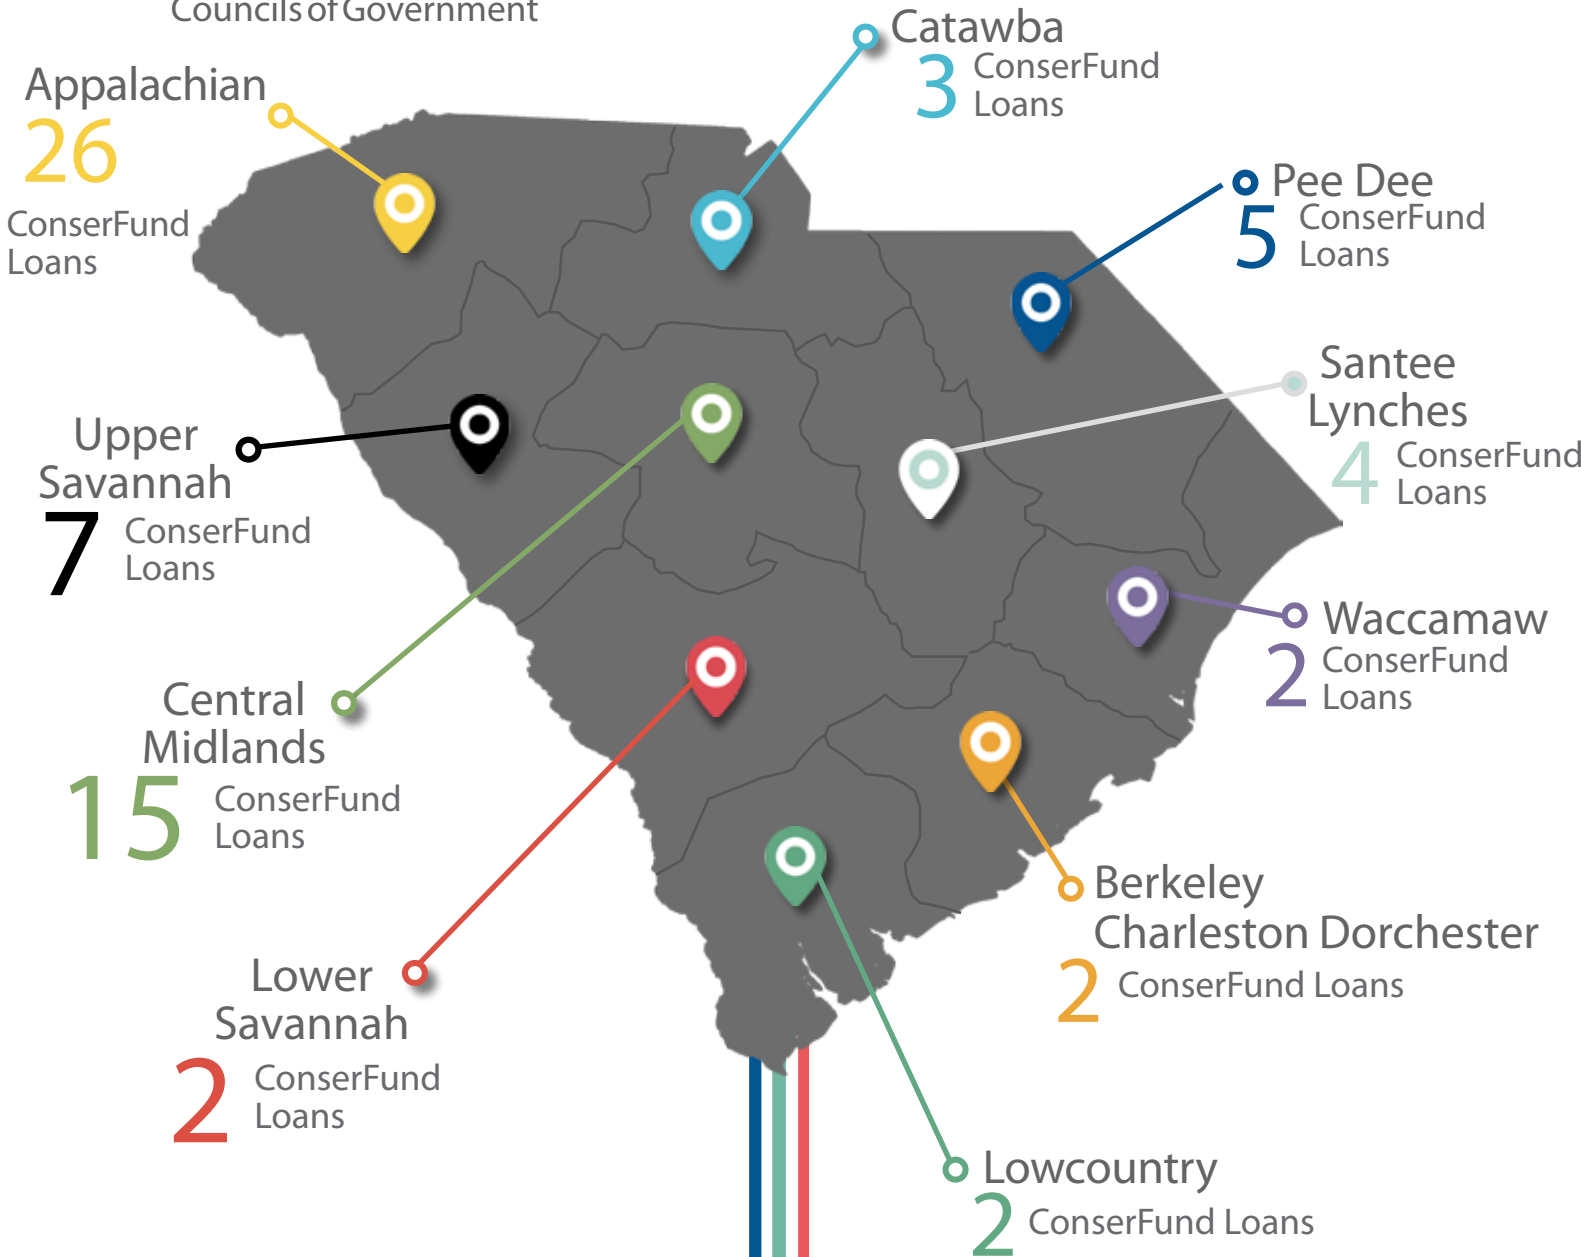 Councils of Government
Catawba
3 ConserFund
Loans
Appalachian
26
ConserFund
Loans
Pee Dee
5 ConserFund
Loans
Santee
Lynches
4 ConserFund
Loans
Upper
Savannah
7 ConserFund
Loans
Waccamaw
2 ConserFund
Loans
Central
Midlands
15 ConserFund
Loans
Berkeley
Charleston Dorchester
2 ConserFund Loans
Lower
Savannah
2 ConserFund
Loans
Lowcountry
2 ConserFund Loans